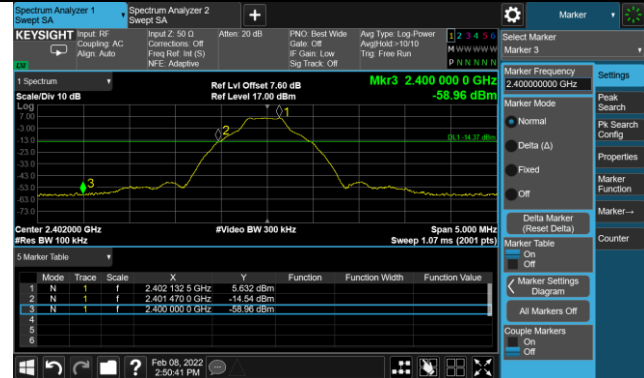 Spectrum Analyzer 1
Swept SA
Spectrum Analyzer 2
Swept SA
+
Marker
KEYSIGHT
Input: RF
Coupling: AC
Align: Auto
Input Z: 50 Ω
Corrections: Off
Freq Ref: Int (S)
NFE: Adaptive
Atten: 20 dB
PNO: Best Wide
Gate: Off
IF Gain: Low
Sig Track: Off
Avg Type: Log-Power
Avg|Hold:>10/10
Trig: Free Run
1 2 3 4 5 6
M W W W W W
P N N N N N
Select Marker
Marker 3
1 Spectrum
Scale/Div 10 dB
Ref Lvl Offset 7.60 dB
Ref Level 17.00 dBm
Mkr3 2.400 000 0 GHz
-58.96 dBm
Log
7.00
-3.00
-13.0
-23.0
-33.0
-43.0
-53.0
-63.0
-73.0
1
2
3
DL1 -14.37 dBm
Center 2.402000 GHz
#Res BW 100 kHz
#Video BW 300 kHz
Span 5.000 MHz
Sweep 1.07 ms (2001 pts)
5 Marker Table
Mode Trace Scale X Y Function Function Width Function Value
1 N 1 f 2.402 132 5 GHz 5.632 dBm
2 N 1 f 2.401 470 0 GHz -14.54 dBm
3 N 1 f 2.400 000 0 GHz -58.96 dBm
4
5
6
Marker Frequency
2.400000000 GHz
Marker Mode
Normal
Delta (Δ)
Fixed
Off
Delta Marker
(Reset Delta)
Marker Table
On
Off
Marker Settings
Diagram
All Markers Off
Couple Markers
On
Off
Settings
Peak
Search
Pk Search
Config
Properties
Marker
Function
Marker→
Counter
?
Feb 08, 2022
2:50:41 PM